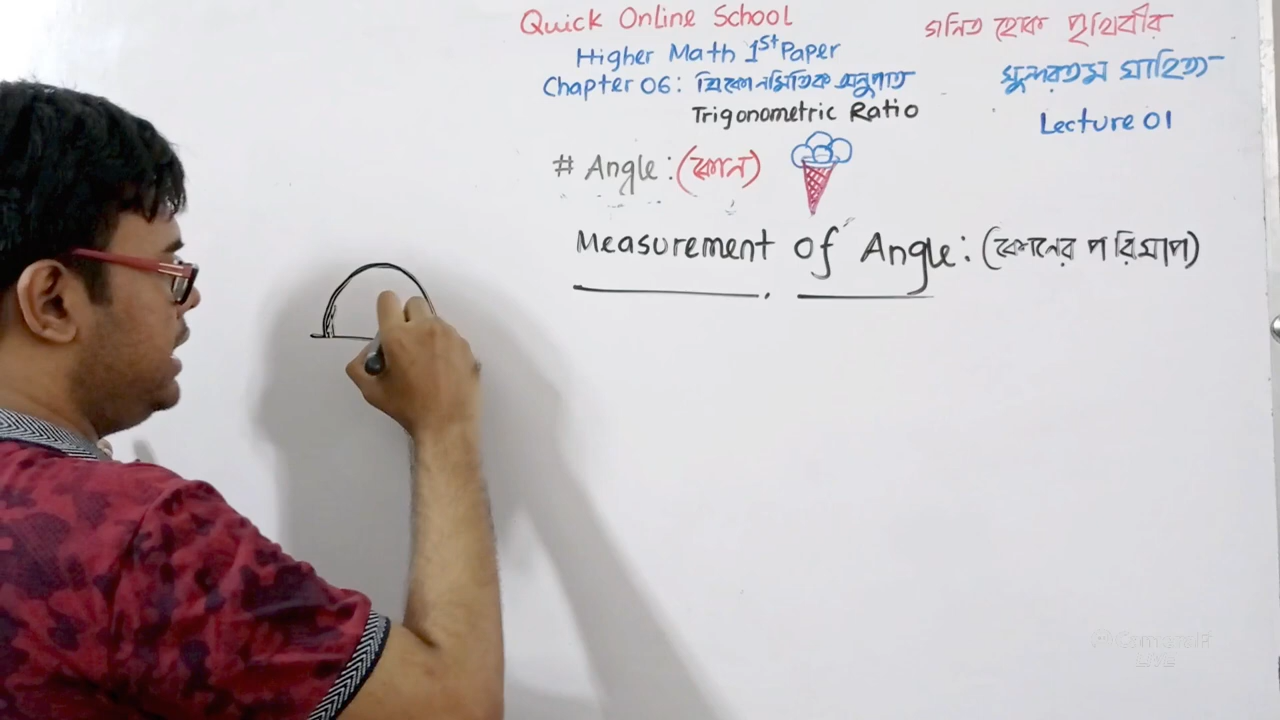 Quick Online School
Higher Math 1st Paper
Chapter 06: ত্রিকোনমিতিক অনুপাত
Trigonometric Ratio
গনিত হোক পৃথিবীর
সুন্দরতম সাহিত্য
Lecture 01
# Angle: (কোন)
Measurement of Angle: (কোনের পরিমাপ)